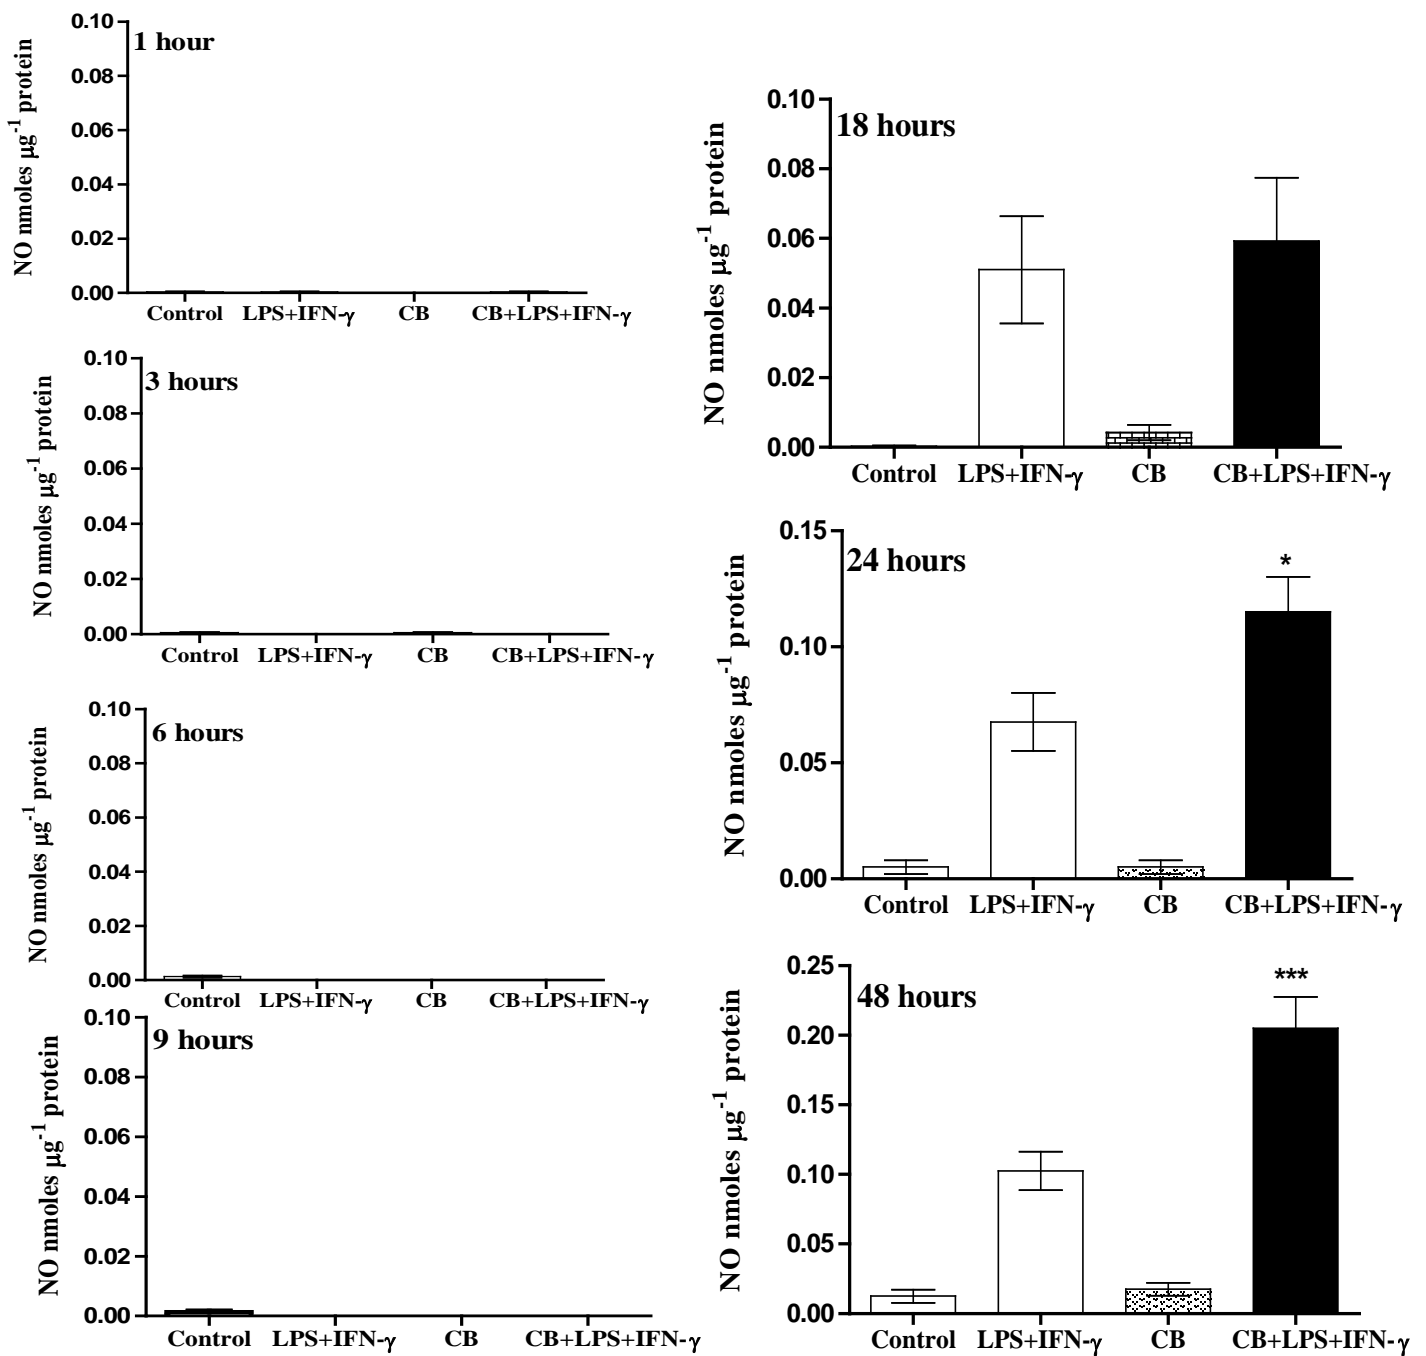 1 hour
NO nmoles µg⁻¹ protein
0.10
0.08
0.06
0.04
0.02
0.00
Control LPS+IFN-γ CB CB+LPS+IFN-γ
3 hours
NO nmoles µg⁻¹ protein
0.10
0.08
0.06
0.04
0.02
0.00
Control LPS+IFN-γ CB CB+LPS+IFN-γ
6 hours
NO nmoles µg⁻¹ protein
0.10
0.08
0.06
0.04
0.02
0.00
Control LPS+IFN-γ CB CB+LPS+IFN-γ
9 hours
NO nmoles µg⁻¹ protein
0.10
0.08
0.06
0.04
0.02
0.00
Control LPS+IFN-γ CB CB+LPS+IFN-γ
18 hours
NO nmoles µg⁻¹ protein
0.10
0.08
0.06
0.04
0.02
0.00
Control LPS+IFN-γ CB CB+LPS+IFN-γ
24 hours
NO nmoles µg⁻¹ protein
0.15
0.10
0.05
0.00
*
Control LPS+IFN-γ CB CB+LPS+IFN-γ
48 hours
NO nmoles µg⁻¹ protein
0.25
0.20
0.15
0.10
0.05
0.00
***
Control LPS+IFN-γ CB CB+LPS+IFN-γ